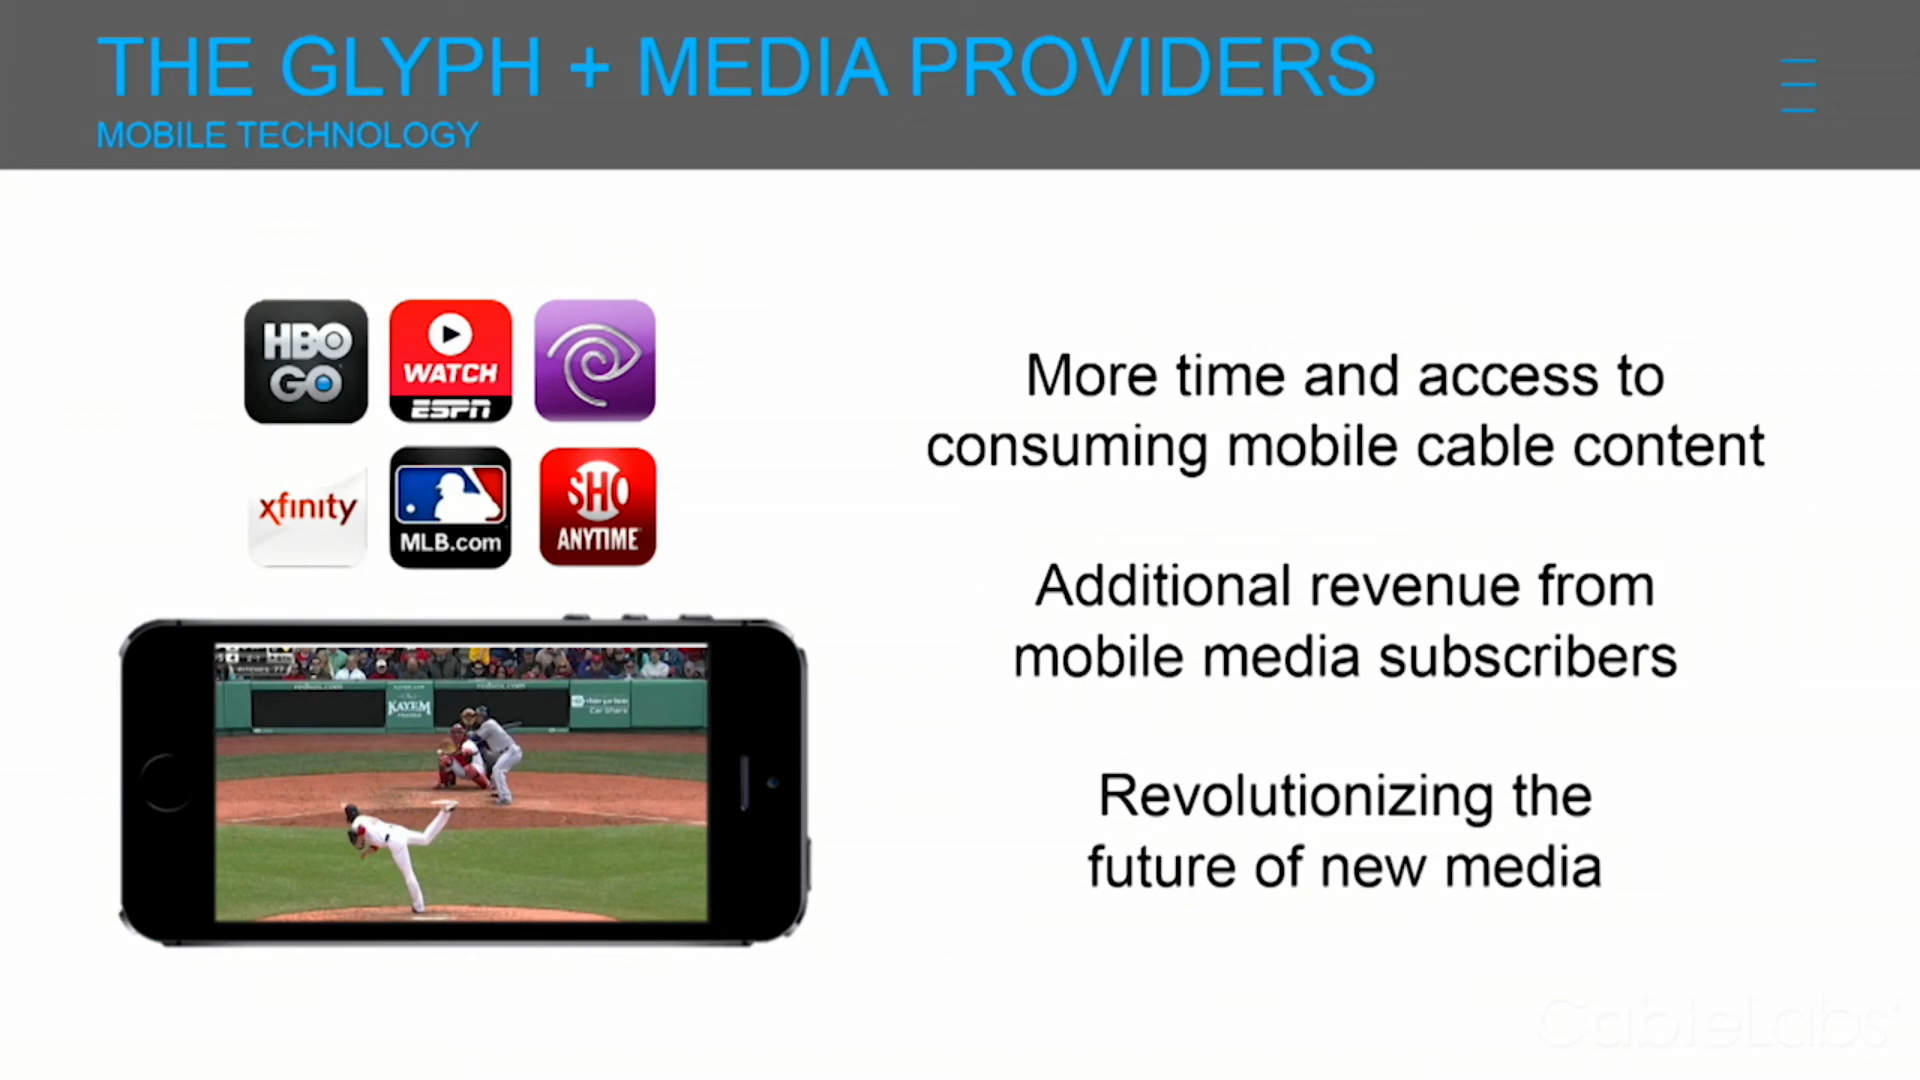 THE GLYPH + MEDIA PROVIDERS
MOBILE TECHNOLOGY
HBO
GO
WATCH
ESPN
xfinity
MLB.com
SHO
ANYTIME
KAYEM
More time and access to
consuming mobile cable content
Additional revenue from
mobile media subscribers
Revolutionizing the
future of new media
CableLabs